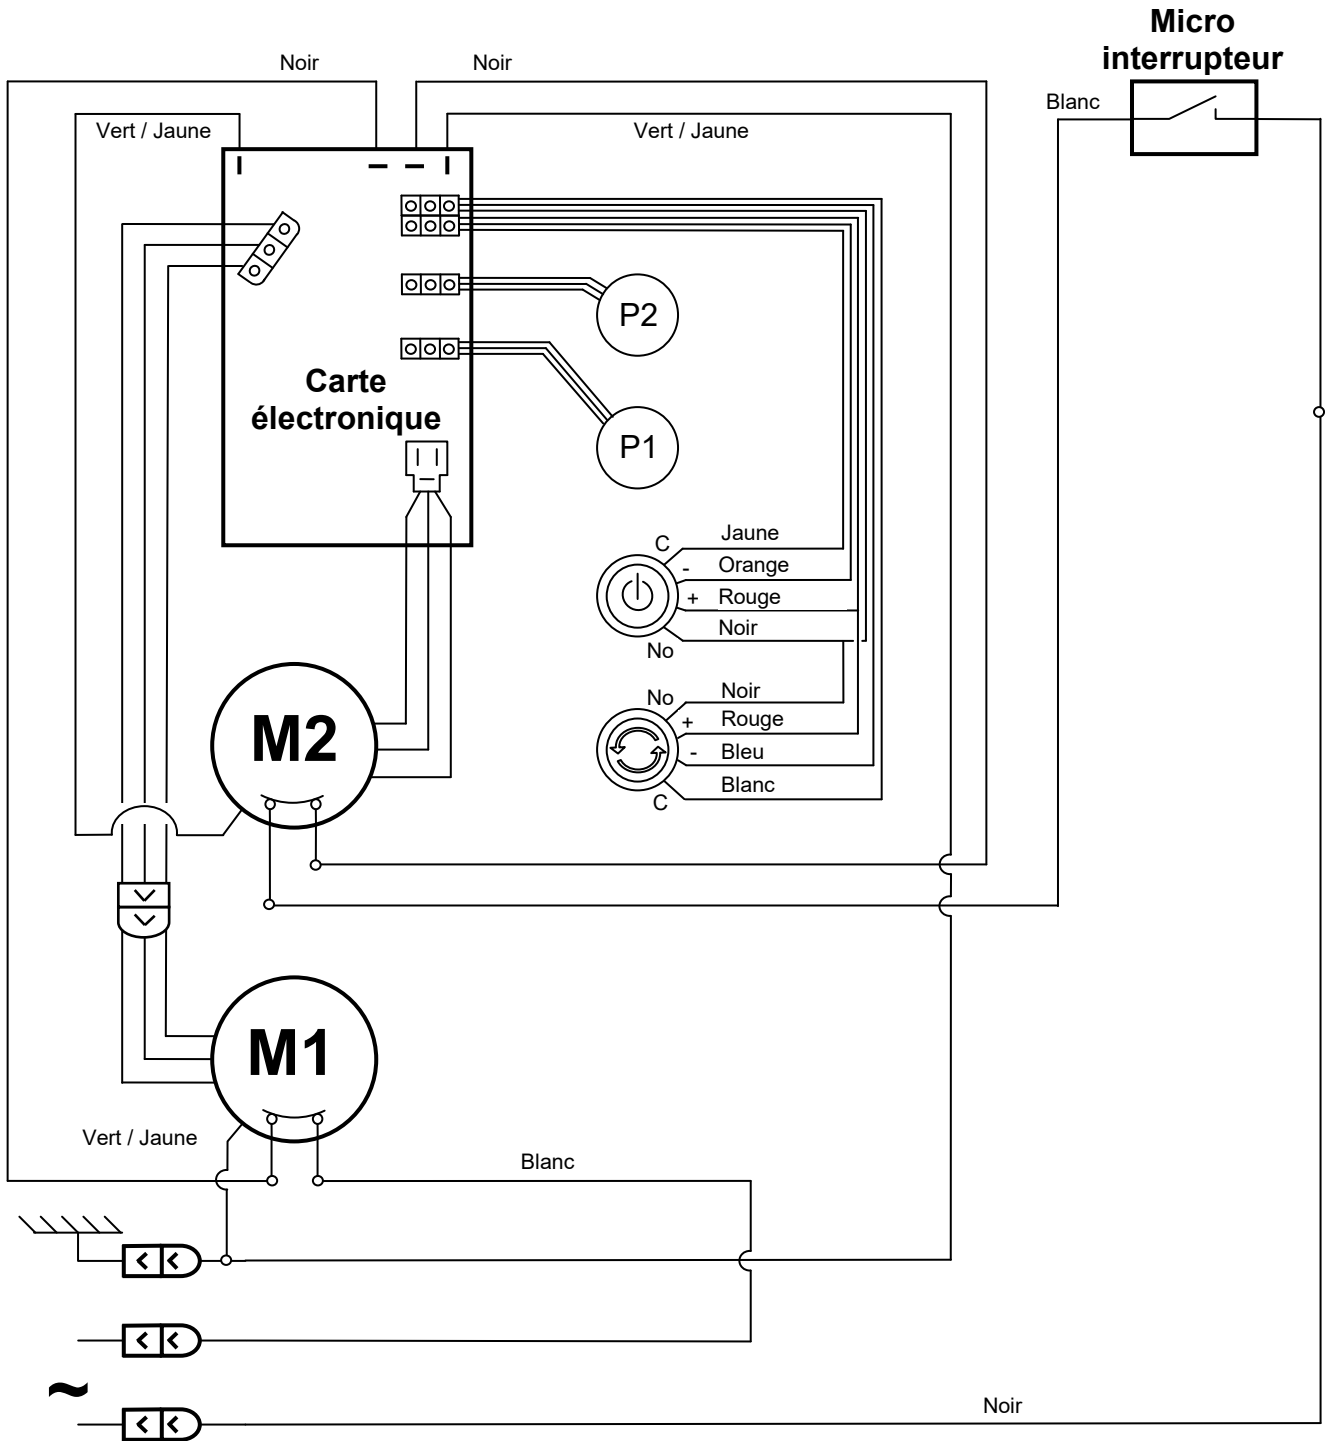 Micro
interrupteur
Noir
Noir
Blanc
Vert / Jaune
Vert / Jaune
P2
Carte
électronique
P1
C
Jaune
-
Orange
+
Rouge
Noir
No
No
Noir
+
Rouge
-
Bleu
Blanc
C
M2
M1
Vert / Jaune
Blanc
~
Noir